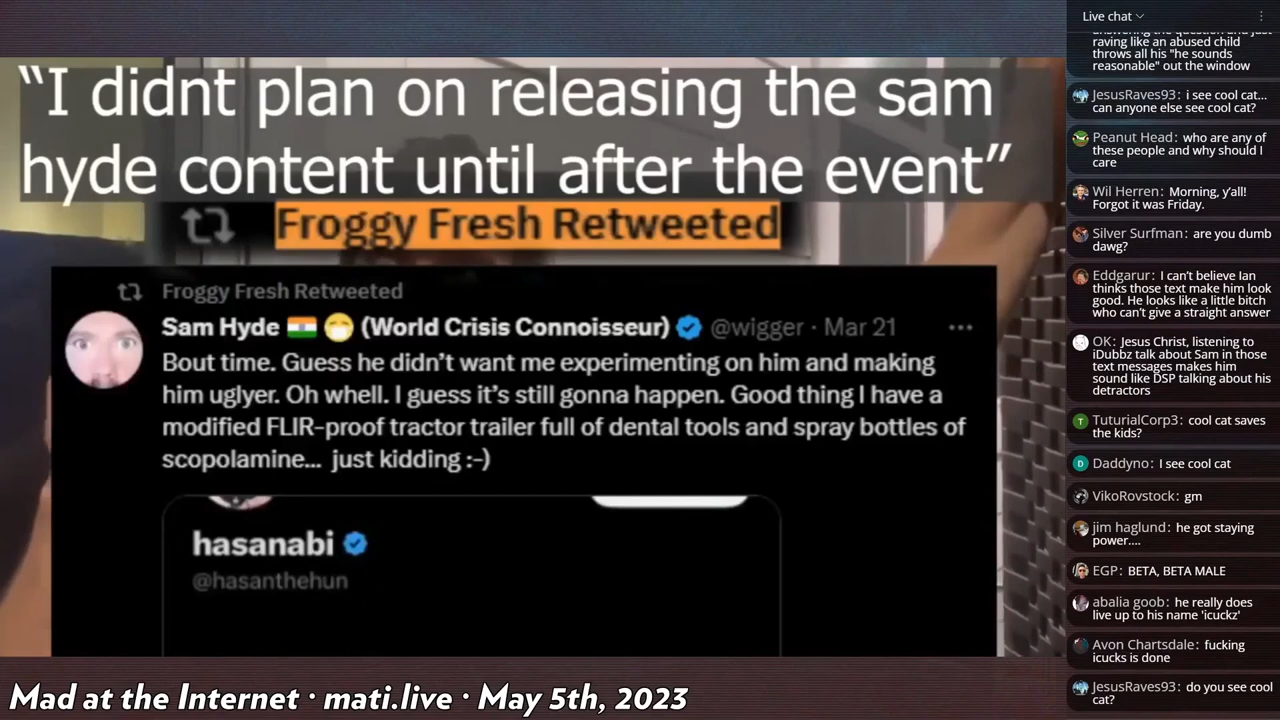 “I didnt plan on releasing the sam
hyde content until after the event”
Froggy Fresh Retweeted
Froggy Fresh Retweeted
Sam Hyde 🇮🇳 😷 (World Crisis Connoisseur) @wigger · Mar 21
Bout time. Guess he didn’t want me experimenting on him and making
him uglyer. Oh whell. I guess it’s still gonna happen. Good thing I have a
modified FLIR-proof tractor trailer full of dental tools and spray bottles of
scopolamine... just kidding :-)
hasanabi
@hasanthehun
Mad at the Internet · mati.live · May 5th, 2023
Live chat
answering the question and just
raving like an abused child
throws all his "he sounds
reasonable" out the window
JesusRaves93: i see cool cat...
can anyone else see cool cat?
Peanut Head: who are any of
these people and why should I
care
Wil Herren: Morning, y'all!
Forgot it was Friday.
Silver Surfman: are you dumb
dawg?
Eddgarur: I can’t believe Ian
thinks those text make him look
good. He looks like a little bitch
who can’t give a straight answer
OK: Jesus Christ, listening to
iDubbz talk about Sam in those
text messages makes him
sound like DSP talking about his
detractors
T
TuturialCorp3: cool cat saves
the kids?
D
Daddyno: I see cool cat
VikoRovstock: gm
jim haglund: he got staying
power....
EGP: BETA, BETA MALE
abalia goob: he really does
live up to his name 'icuckz'
Avon Chartsdale: fucking
icucks is done
JesusRaves93: do you see cool
cat?